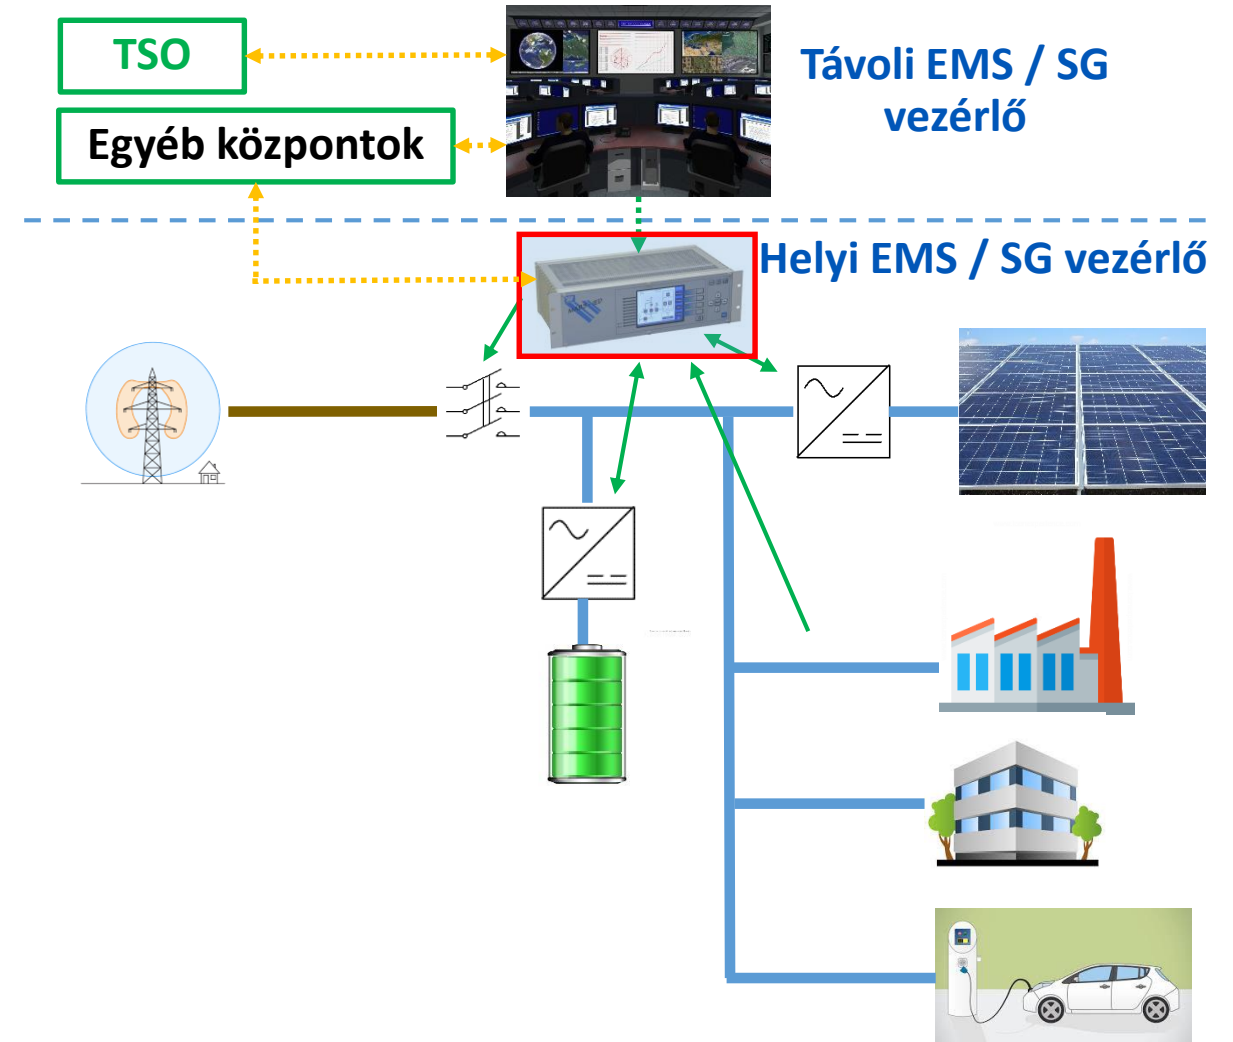 TSO
Távoli EMS / SG
vezérlő
Egyéb központok
Helyi EMS / SG vezérlő